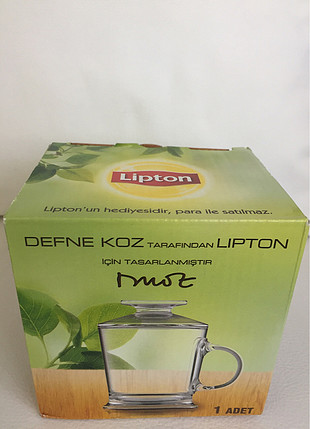 Lipton
Lipton'un hediyesidir, para ile satılmaz.
DEFNE KOZ TARAFINDAN LIPTON
İÇİN TASARLANMIŞTIR
1 ADET